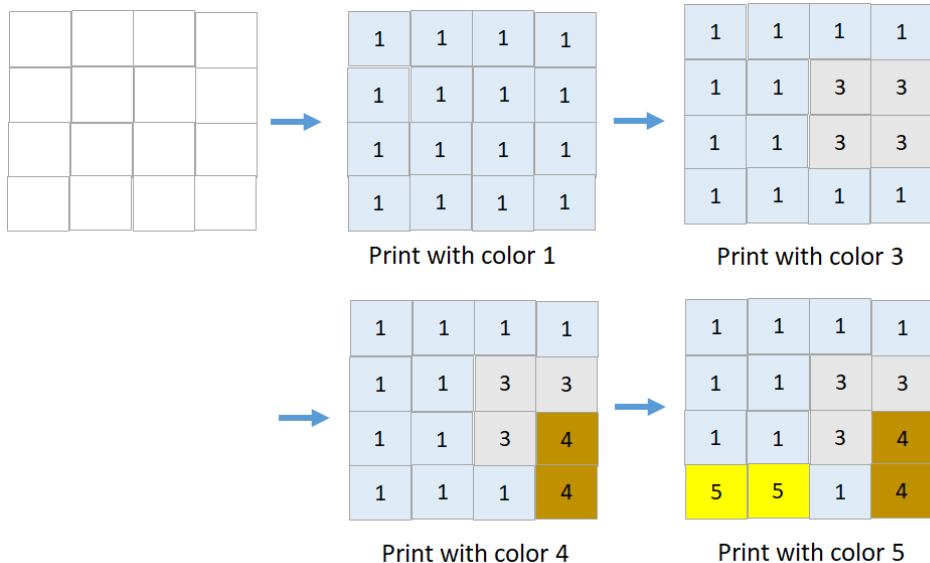 1 1 1 1
1 1 3 3
1 1 3 3
1 1 1 1
Print with color 3
1 1 1 1
1 1 1 1
1 1 1 1
1 1 1 1
Print with color 1
1 1 1 1
1 1 3 3
1 1 3 4
1 1 1 4
Print with color 4
1 1 1 1
1 1 3 3
1 1 3 4
5 5 1 4
Print with color 5